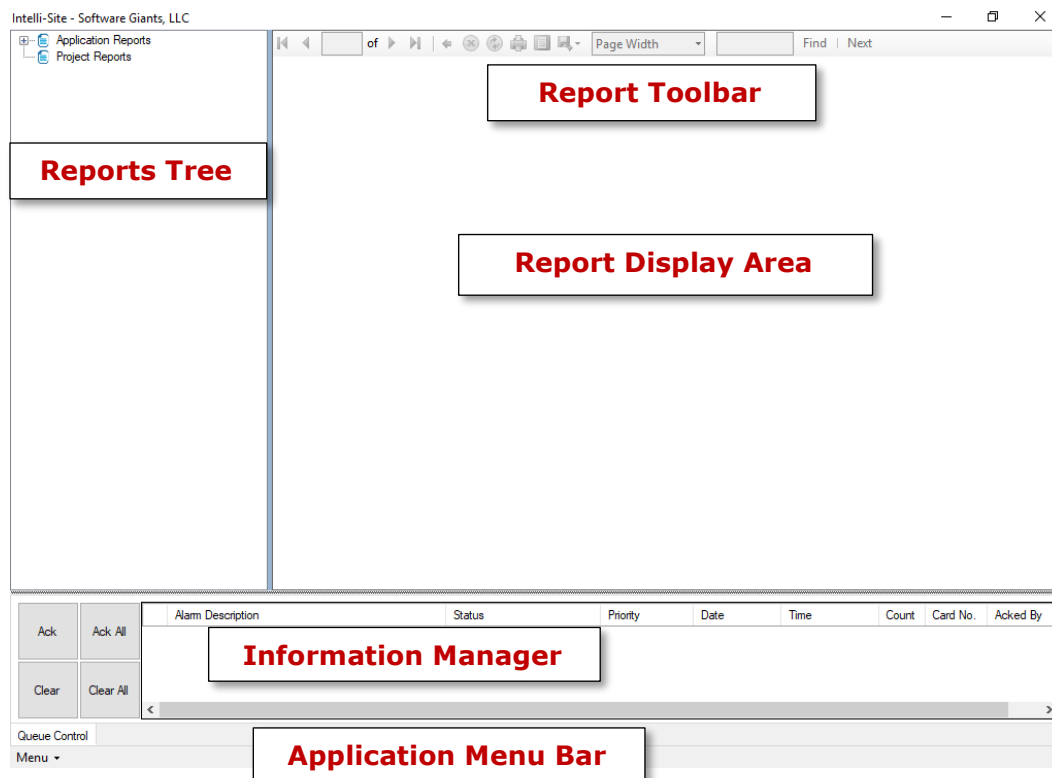 Intelli-Site - Software Giants, LLC
Application Reports
Project Reports
of
Page Width
Find
Next
Report Toolbar
Reports Tree
Report Display Area
Ack
Ack All
Clear
Clear All
Alarm Description Status Priority Date Time Count Card No. Acked By
Information Manager
Queue Control
Menu
Application Menu Bar